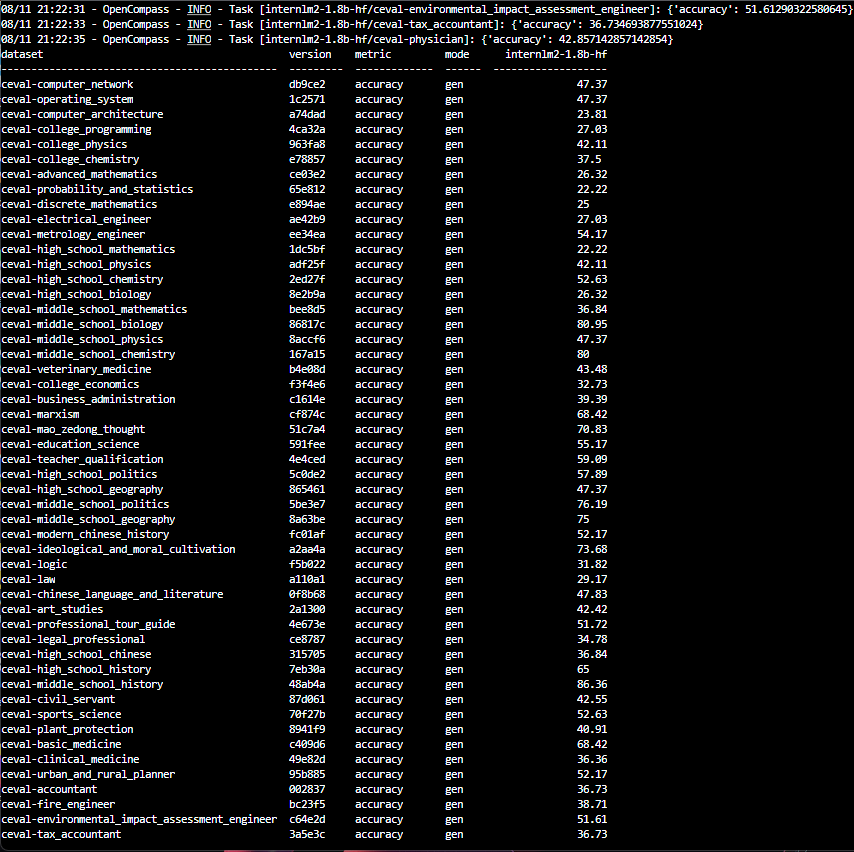 08/11 21:22:31 - OpenCompass - INFO - Task [internlm2-1.8b-hf/ceval-environmental_impact_assessment_engineer]: {'accuracy': 51.61290322580645}
08/11 21:22:33 - OpenCompass - INFO - Task [internlm2-1.8b-hf/ceval-tax_accountant]: {'accuracy': 36.734693877551024}
08/11 21:22:35 - OpenCompass - INFO - Task [internlm2-1.8b-hf/ceval-physician]: {'accuracy': 42.857142857142854}
dataset version metric mode internlm2-1.8b-hf
---------------------------------------------- --------- ------------- ------ -------------------
ceval-computer_network db9ce2 accuracy gen 47.37
ceval-operating_system 1c2571 accuracy gen 47.37
ceval-computer_architecture a74dad accuracy gen 23.81
ceval-college_programming 4ca32a accuracy gen 27.03
ceval-college_physics 963fa8 accuracy gen 42.11
ceval-college_chemistry e78857 accuracy gen 37.5
ceval-advanced_mathematics ce03e2 accuracy gen 26.32
ceval-probability_and_statistics 65e812 accuracy gen 22.22
ceval-discrete_mathematics e894ae accuracy gen 25
ceval-electrical_engineer ae42b9 accuracy gen 27.03
ceval-metrology_engineer ee34ea accuracy gen 54.17
ceval-high_school_mathematics 1dc5bf accuracy gen 22.22
ceval-high_school_physics adf25f accuracy gen 42.11
ceval-high_school_chemistry 2ed27f accuracy gen 52.63
ceval-high_school_biology 8e2b9a accuracy gen 26.32
ceval-middle_school_mathematics bee8d5 accuracy gen 36.84
ceval-middle_school_biology 86817c accuracy gen 80.95
ceval-middle_school_physics 8accf6 accuracy gen 47.37
ceval-middle_school_chemistry 167a15 accuracy gen 80
ceval-veterinary_medicine b4e08d accuracy gen 43.48
ceval-college_economics f3f4e6 accuracy gen 32.73
ceval-business_administration c1614e accuracy gen 39.39
ceval-marxism cf874c accuracy gen 68.42
ceval-mao_zedong_thought 51c7a4 accuracy gen 70.83
ceval-education_science 591fee accuracy gen 55.17
ceval-teacher_qualification 4e4ced accuracy gen 59.09
ceval-high_school_politics 5c0de2 accuracy gen 57.89
ceval-high_school_geography 865461 accuracy gen 47.37
ceval-middle_school_politics 5be3e7 accuracy gen 76.19
ceval-middle_school_geography 8a63be accuracy gen 75
ceval-modern_chinese_history fc01af accuracy gen 52.17
ceval-ideological_and_moral_cultivation a2aa4a accuracy gen 73.68
ceval-logic f5b022 accuracy gen 31.82
ceval-law a110a1 accuracy gen 29.17
ceval-chinese_language_and_literature 0f8b68 accuracy gen 47.83
ceval-art_studies 2a1300 accuracy gen 42.42
ceval-professional_tour_guide 4e673e accuracy gen 51.72
ceval-legal_professional ce8787 accuracy gen 34.78
ceval-high_school_chinese 315705 accuracy gen 36.84
ceval-high_school_history 7eb30a accuracy gen 65
ceval-middle_school_history 48ab4a accuracy gen 86.36
ceval-civil_servant 87d061 accuracy gen 42.55
ceval-sports_science 70f27b accuracy gen 52.63
ceval-plant_protection 8941f9 accuracy gen 40.91
ceval-basic_medicine c409d6 accuracy gen 68.42
ceval-clinical_medicine 49e82d accuracy gen 36.36
ceval-urban_and_rural_planner 95b885 accuracy gen 52.17
ceval-accountant 002837 accuracy gen 36.73
ceval-fire_engineer bc23f5 accuracy gen 38.71
ceval-environmental_impact_assessment_engineer c64e2d accuracy gen 51.61
ceval-tax_accountant 3a5e3c accuracy gen 36.73